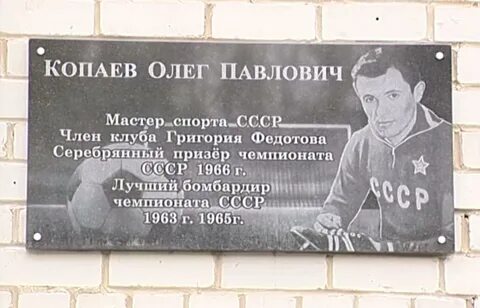 Копаев Олег Павлович
Мастер спорта СССР
Член клуба Григория Федотова
Серебрянный призёр чемпионата
СССР 1966 г.
Лучший бомбардир
чемпионата СССР
1963 г. 1965г.
СССР